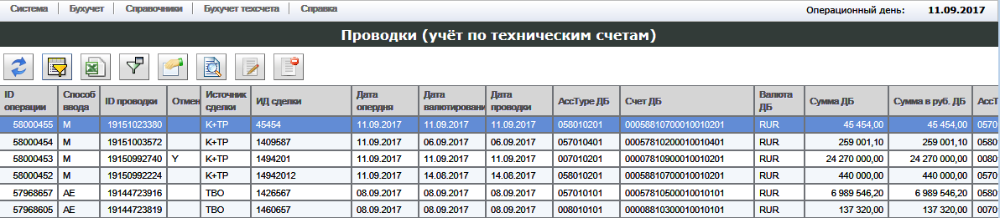 Система Бухучет Справочники Бухучет техсчета Справка Операционный день: 11.09.2017
Проводки (учёт по техническим счетам)
ID операции Способ ввода ID проводки Отмен Источник сделки ИД сделки Дата опердня Дата валютировани Дата проводки AccType ДБ Счет ДБ Валюта ДБ Сумма ДБ Сумма в руб. ДБ AccT
58000455 M 19151023380 K+TP 45454 11.09.2017 11.09.2017 11.09.2017 058010201 00058810700010010201 RUR 45 454,00 45 454,00 0570
58000454 M 19151003572 K+TP 1409587 11.09.2017 06.09.2017 06.09.2017 057010401 00057810200010010401 RUR 259 001,10 259 001,10 0580
58000453 M 19150992740 Y K+TP 1494201 11.09.2017 11.09.2017 11.09.2017 007010201 00078109000010010201 RUR 24 270 000,00 24 270 000,00 0080
58000452 M 19150992224 K+TP 14942012 11.09.2017 14.08.2017 14.08.2017 058010201 00058810700010010201 RUR 440 000,00 440 000,00 0570
57968657 AE 19144723916 ТВО 1426567 08.09.2017 08.09.2017 08.09.2017 057010101 00057810500010010101 RUR 6 989 546,20 6 989 546,20 0580
57968605 AE 19144723819 ТВО 1460657 08.09.2017 08.09.2017 08.09.2017 008010101 00008810300010010101 RUR 137 320,00 137 320,00 0070